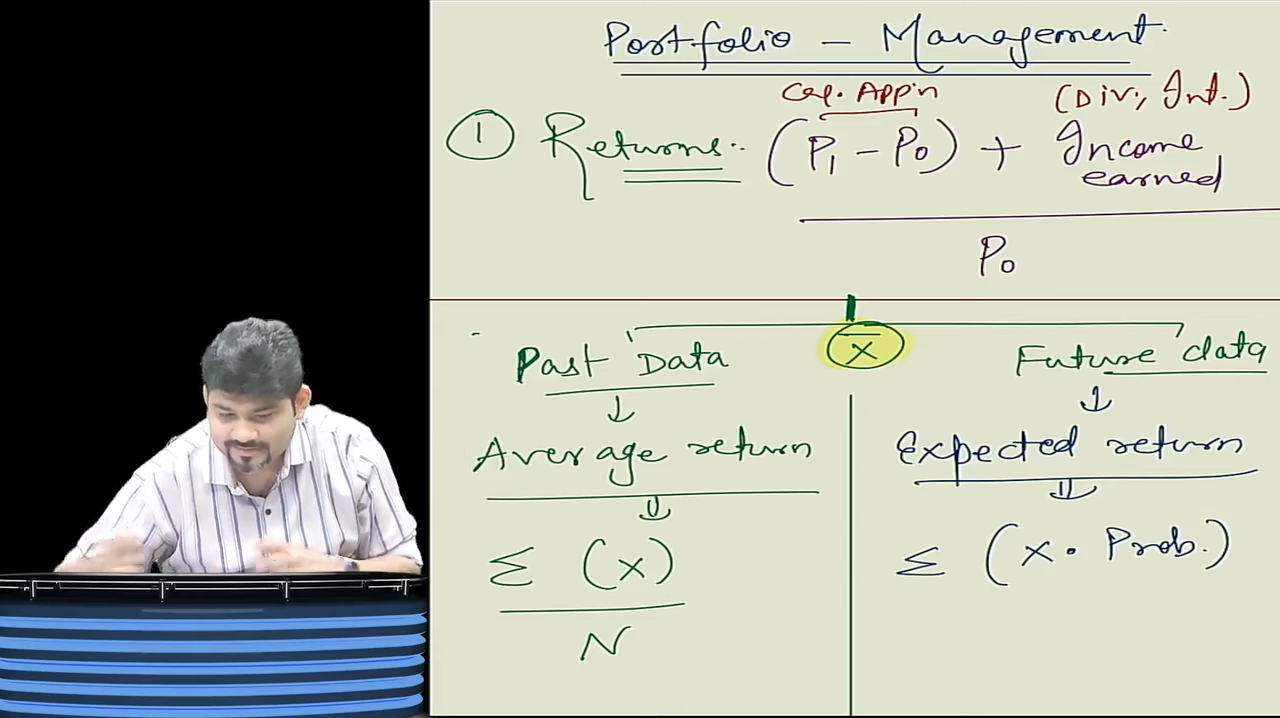 Portfolio - Management.
Cap. App'n (Div, Int.)
① Returns:- (P₁ - P₀) + Income earned
P₀
x̄
Past Data Future data
↓ ↓
Average return Expected return
⇓ ⇓
Σ (x) Σ (x • Prob.)
N